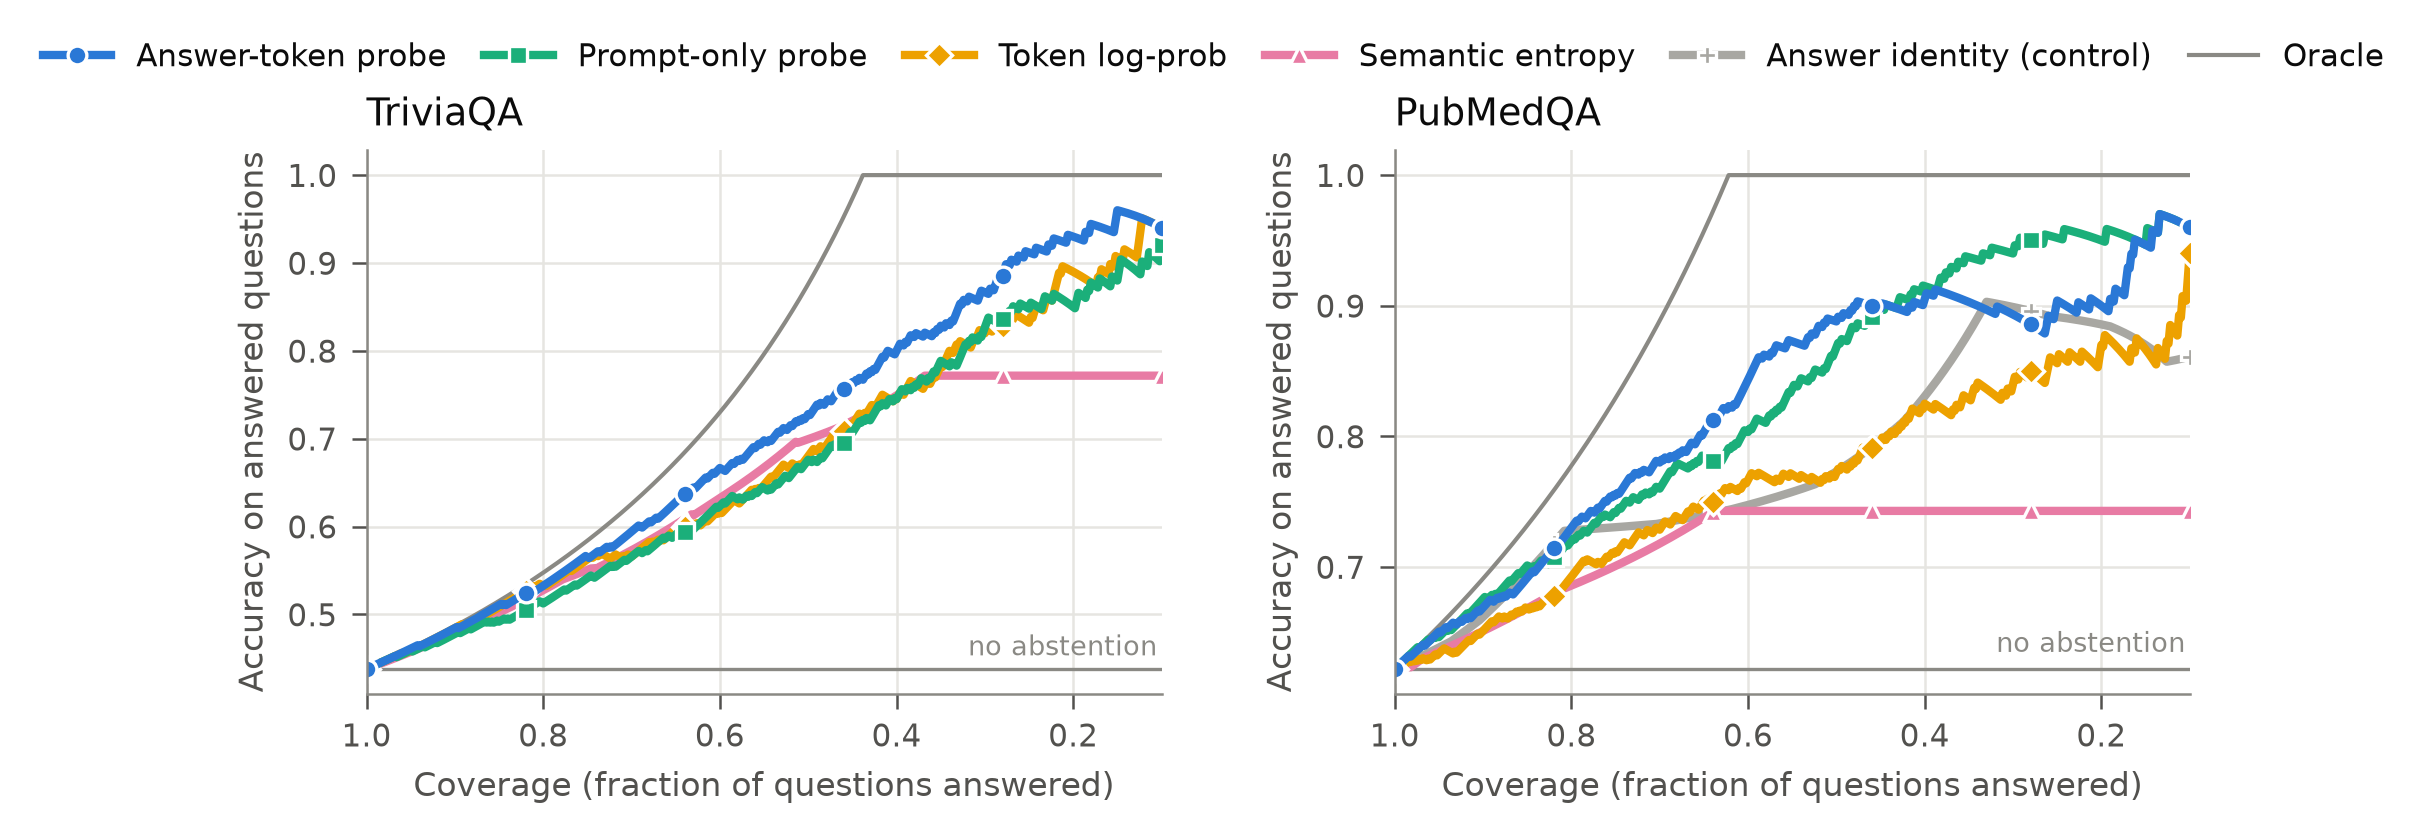 Answer-token probe Prompt-only probe Token log-prob Semantic entropy Answer identity (control) Oracle
TriviaQA
Accuracy on answered questions
1.0
0.9
0.8
0.7
0.6
0.5
no abstention
1.0 0.8 0.6 0.4 0.2
Coverage (fraction of questions answered)
PubMedQA
Accuracy on answered questions
1.0
0.9
0.8
0.7
no abstention
1.0 0.8 0.6 0.4 0.2
Coverage (fraction of questions answered)